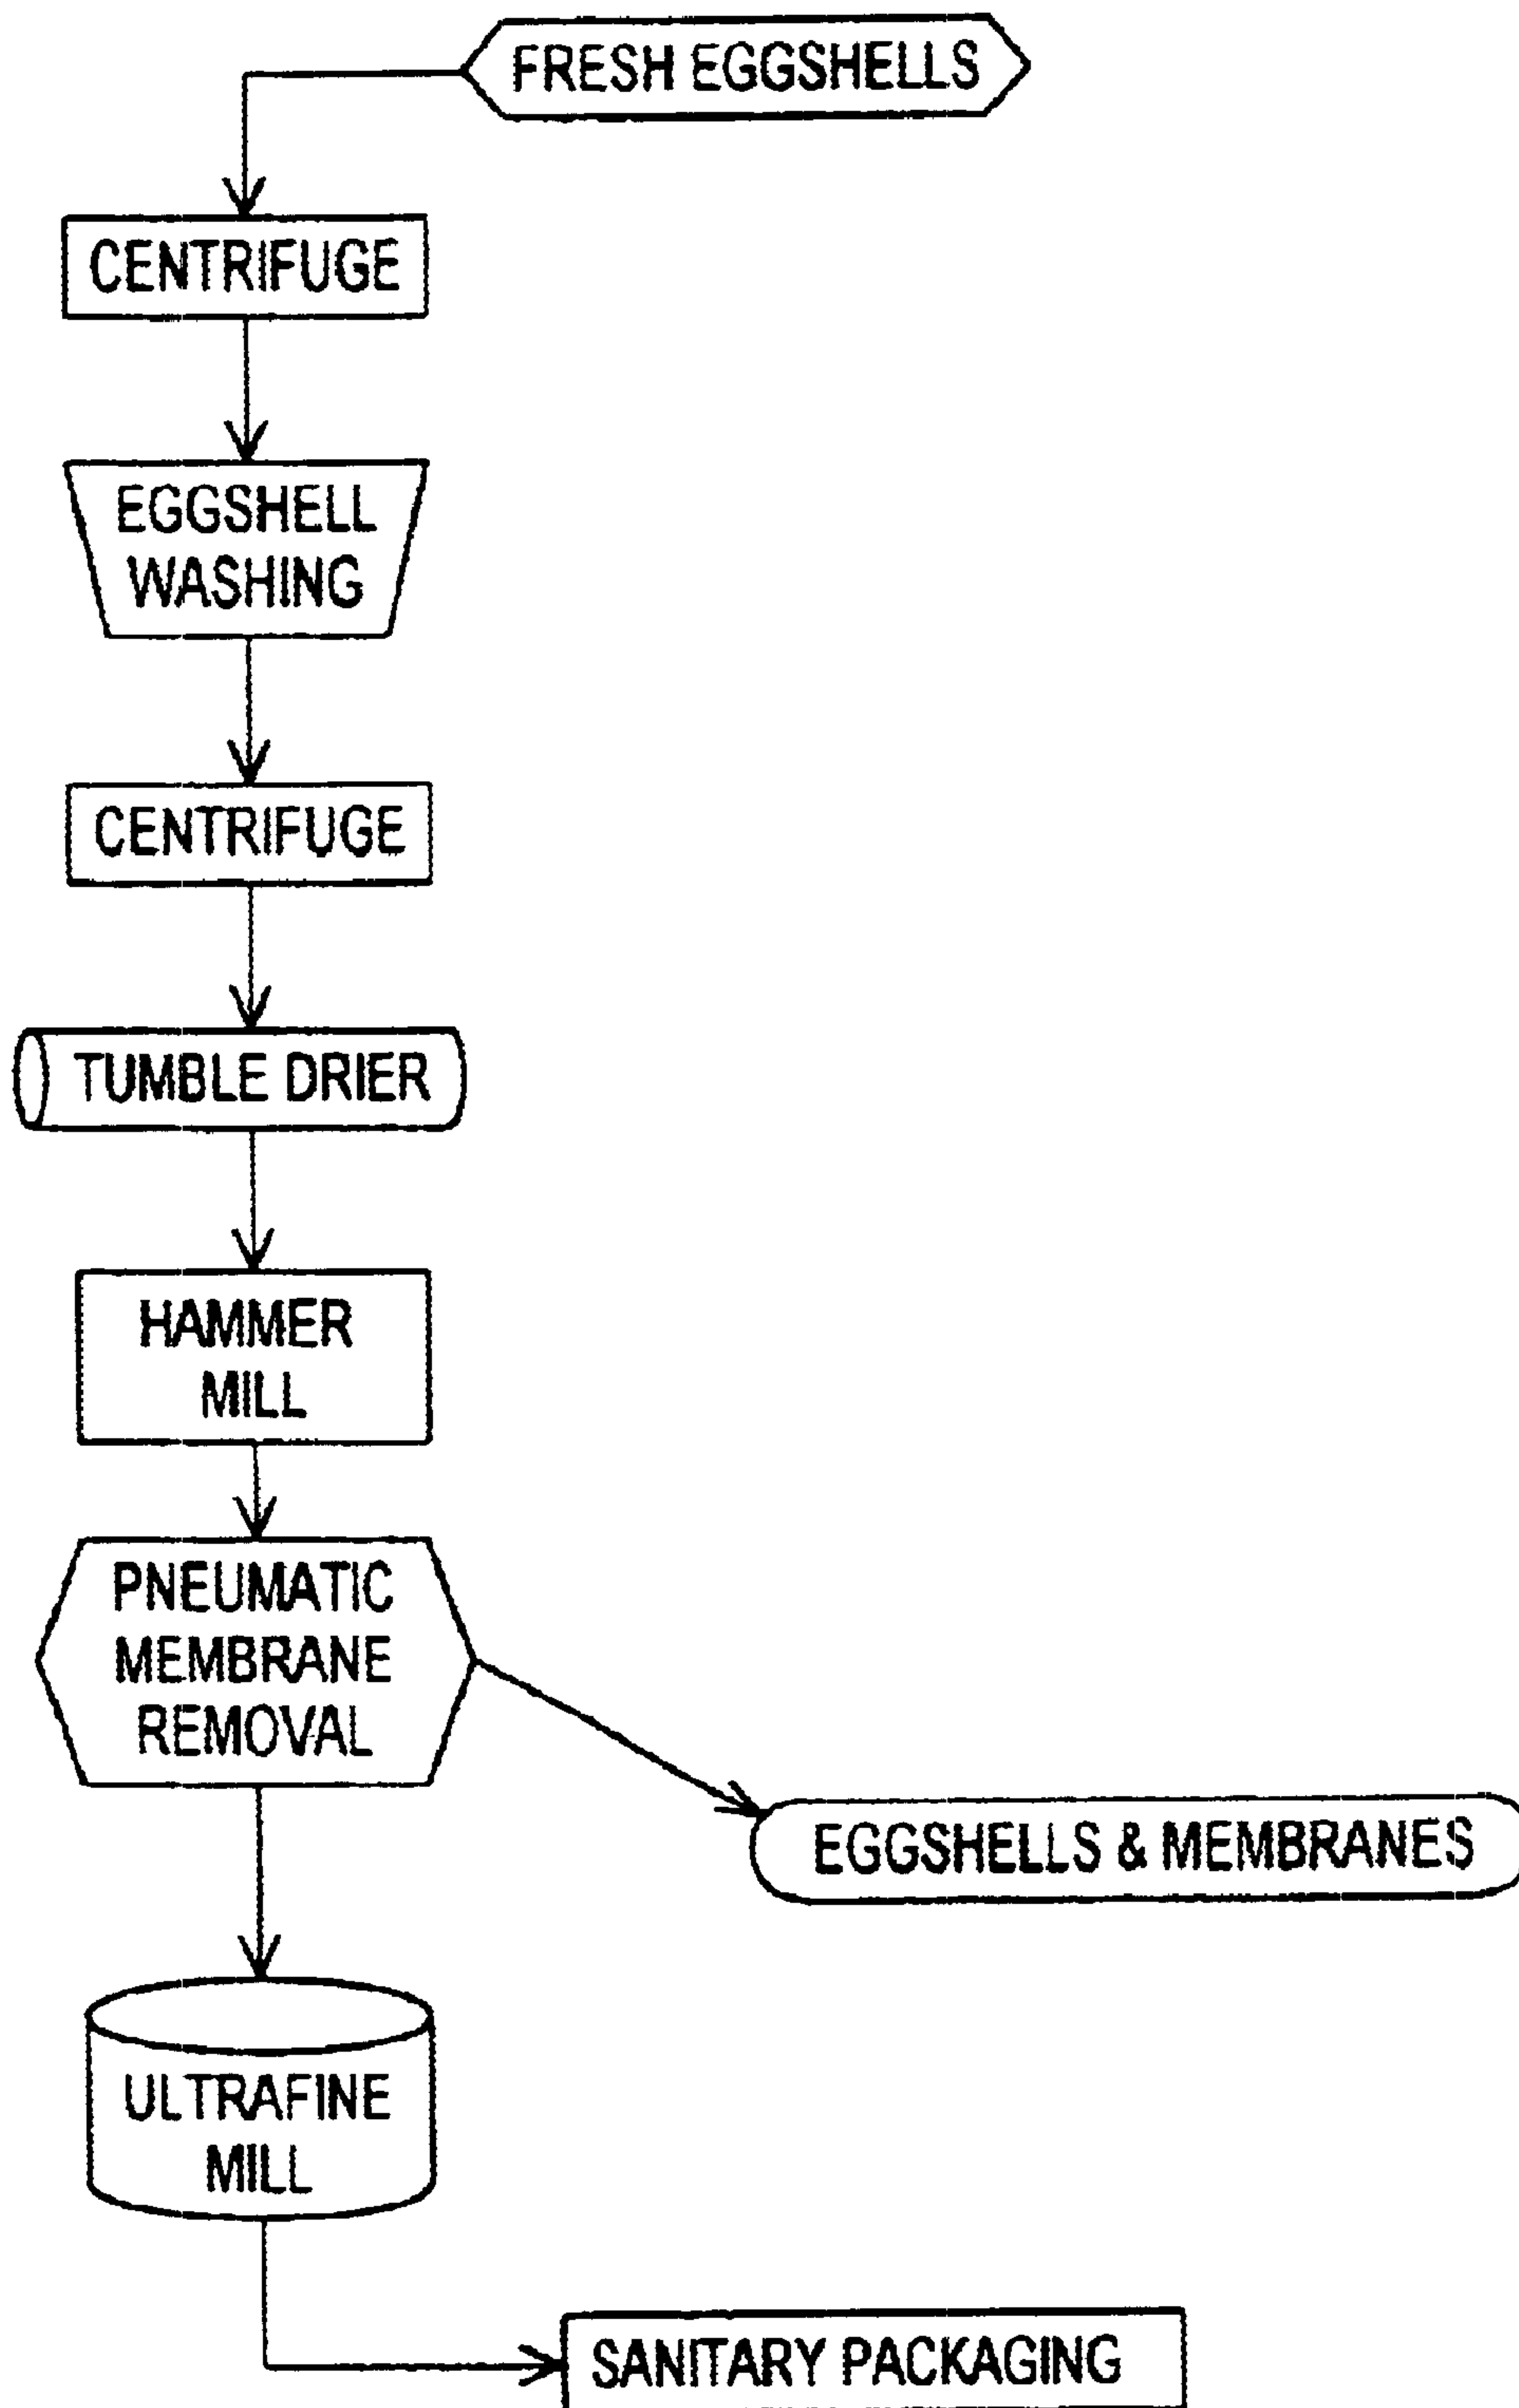 FRESH EGGSHELLS
CENTRIFUGE
EGGSHELL
WASHING
CENTRIFUGE
TUMBLE DRIER
HAMMER
MILL
PNEUMATIC
MEMBRANE
REMOVAL
EGGSHELLS & MEMBRANES
ULTRAFINE
MILL
SANITARY PACKAGING